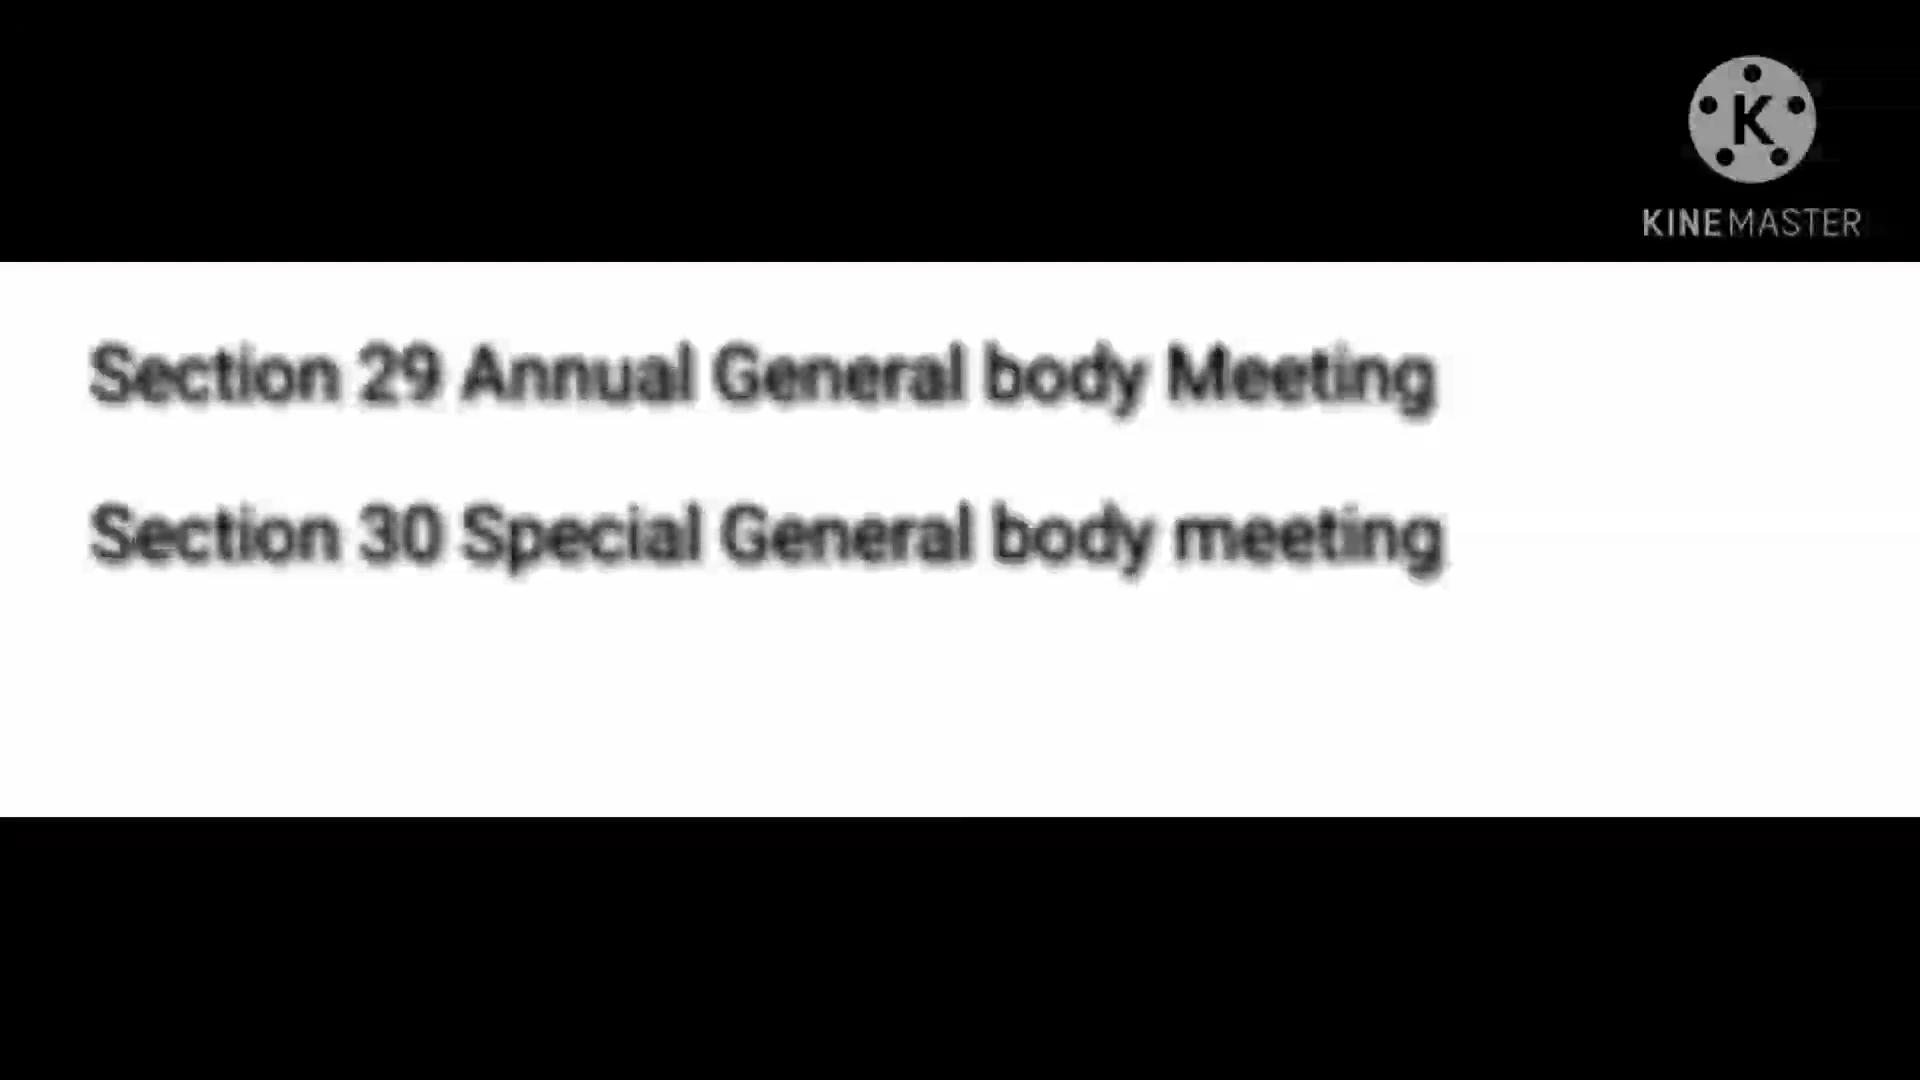 K
KINEMASTER
Section 29 Annual General body Meeting
Section 30 Special General body meeting